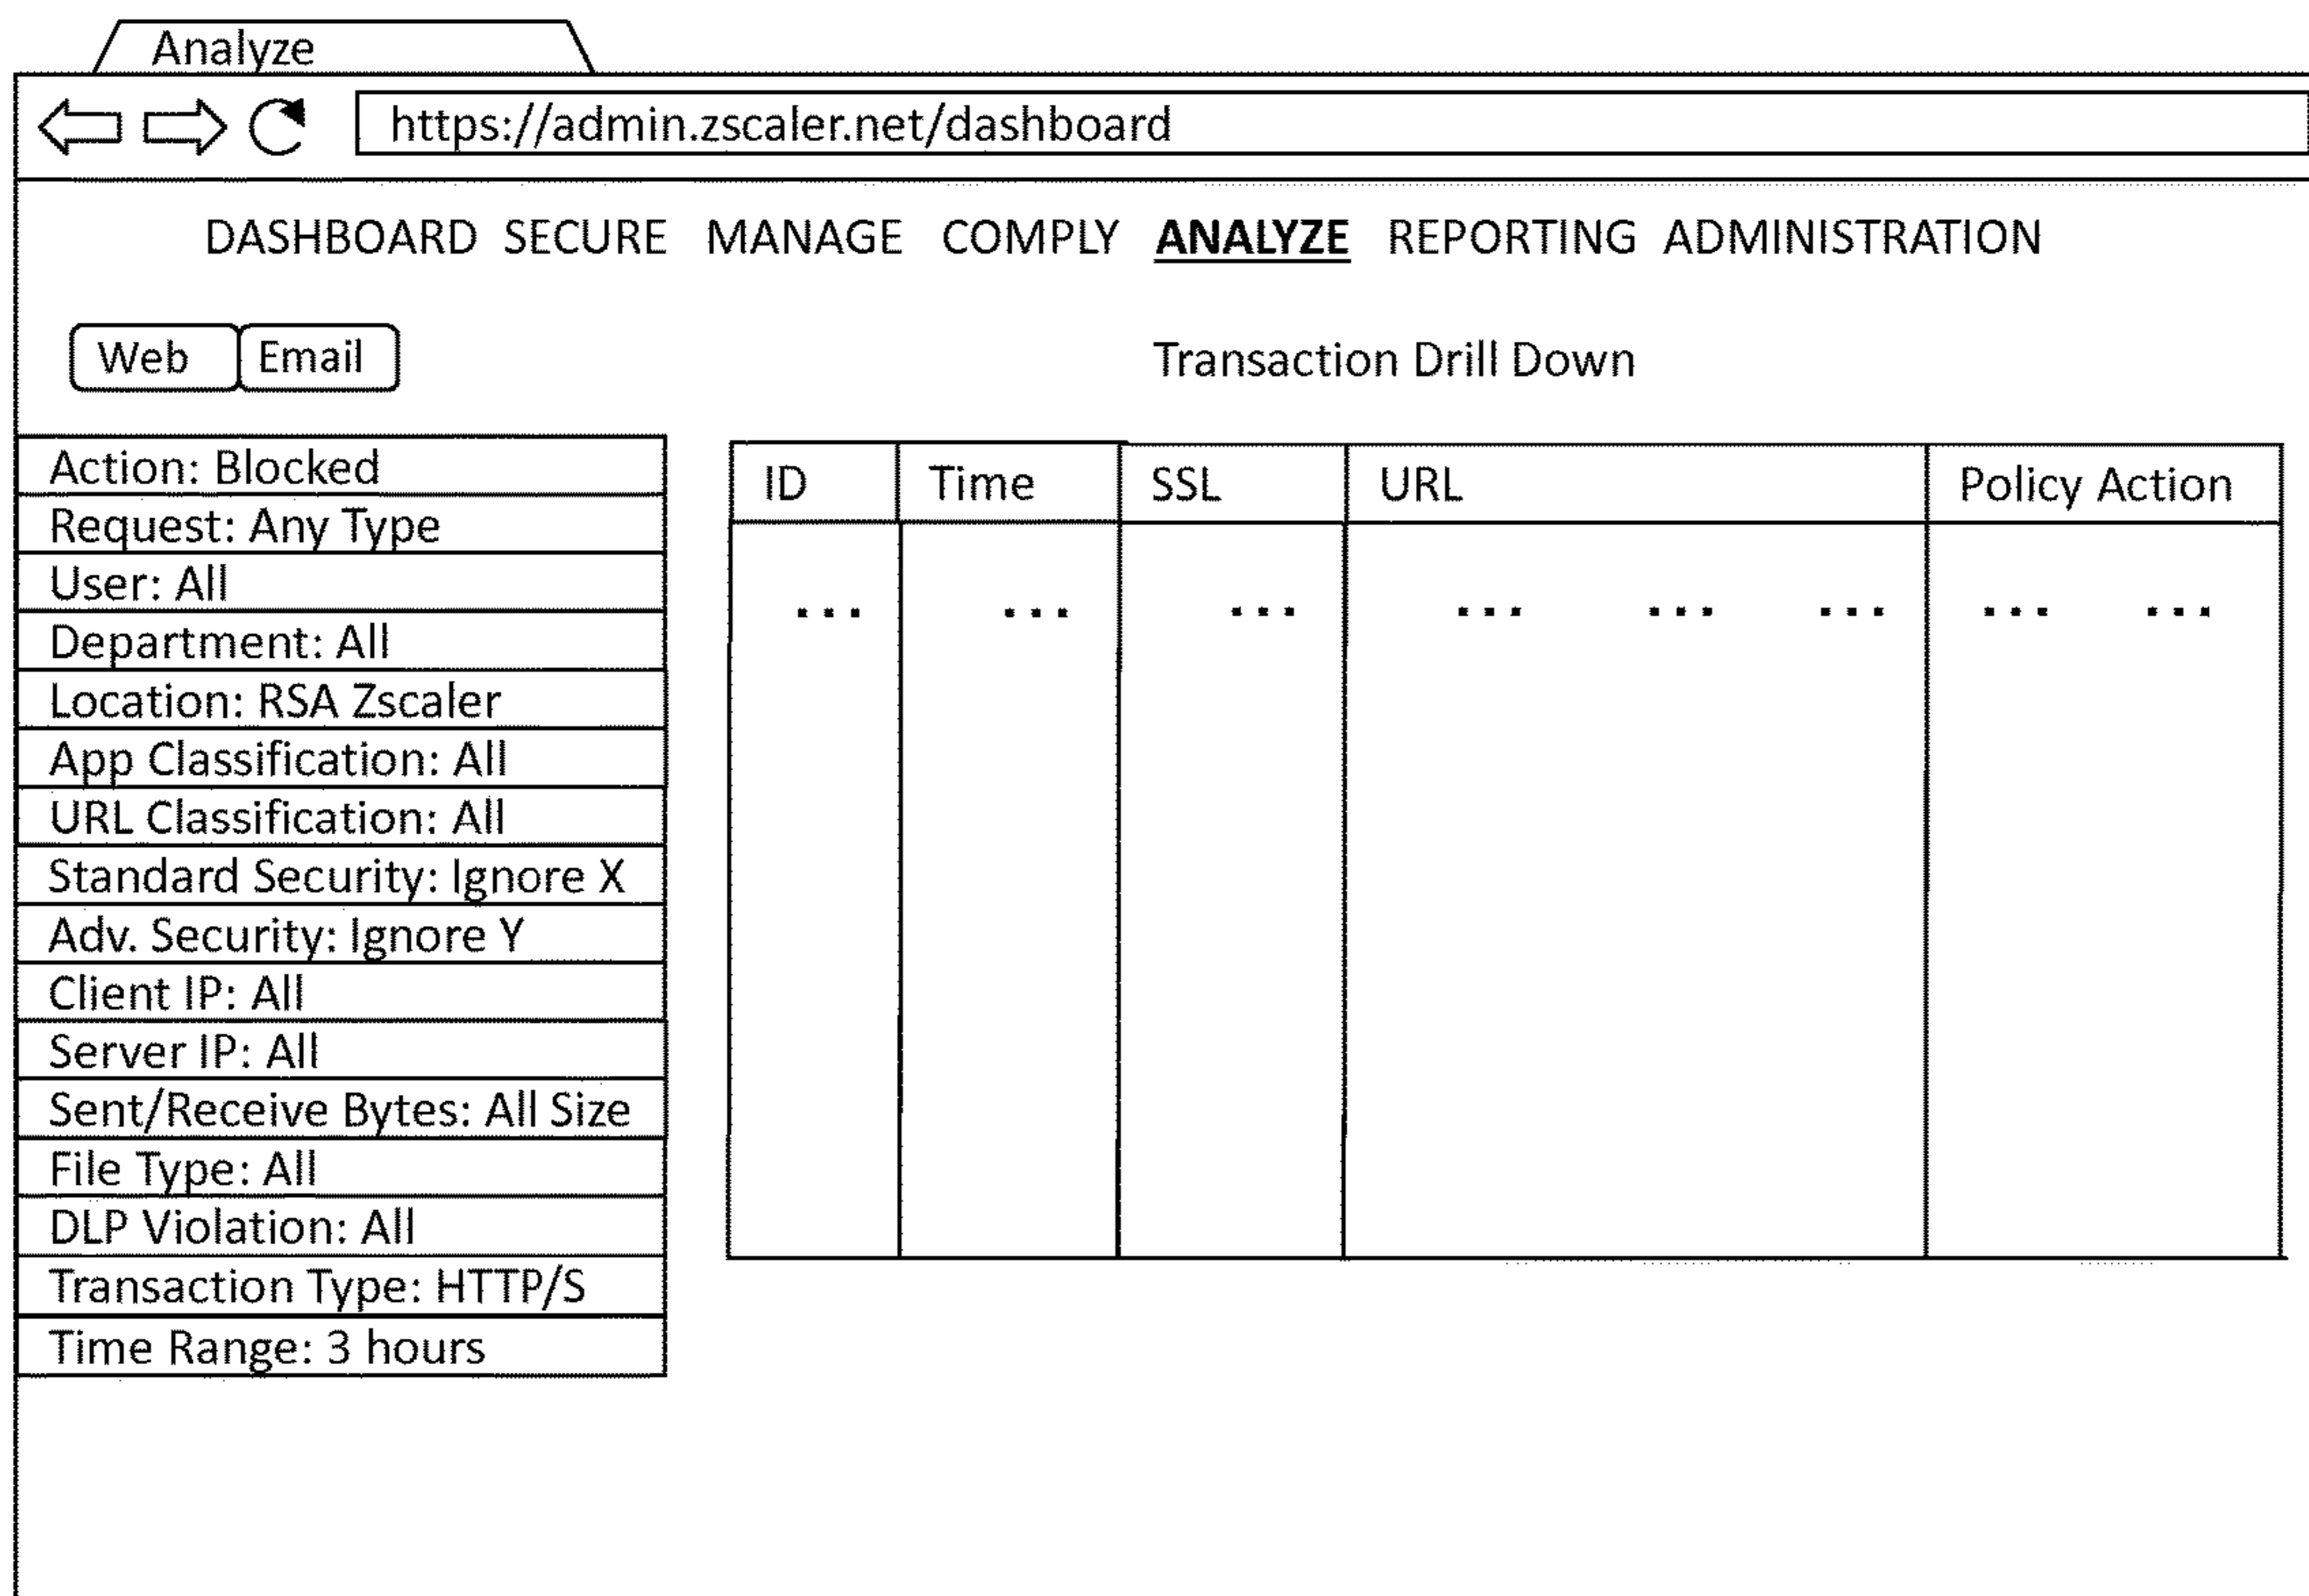 Analyze
https://admin.zscaler.net/dashboard
DASHBOARD SECURE MANAGE COMPLY ANALYZE REPORTING ADMINISTRATION
Web Email
Transaction Drill Down
Action: Blocked
Request: Any Type
User: All
Department: All
Location: RSA Zscaler
App Classification: All
URL Classification: All
Standard Security: Ignore X
Adv. Security: Ignore Y
Client IP: All
Server IP: All
Sent/Receive Bytes: All Size
File Type: All
DLP Violation: All
Transaction Type: HTTP/S
Time Range: 3 hours
ID Time SSL URL Policy Action
... ... ... ... ... ... ... ...